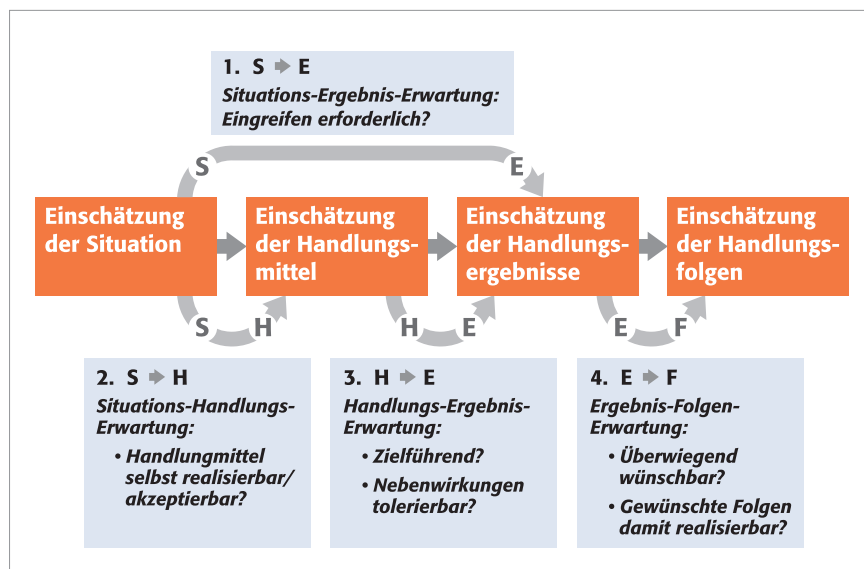 1. S → E
Situations-Ergebnis-Erwartung:
Eingreifen erforderlich?
S
E
Einschätzung
der Situation
Einschätzung
der Handlungs-
mittel
Einschätzung
der Handlungs-
ergebnisse
Einschätzung
der Handlungs-
folgen
S
H
H
E
E
F
2. S → H
Situations-Handlungs-
Erwartung:
• Handlungmittel
selbst realisierbar/
akzeptierbar?
3. H → E
Handlungs-Ergebnis-
Erwartung:
• Zielführend?
• Nebenwirkungen
tolerierbar?
4. E → F
Ergebnis-Folgen-
Erwartung:
• Überwiegend
wünschbar?
• Gewünschte Folgen
damit realisierbar?